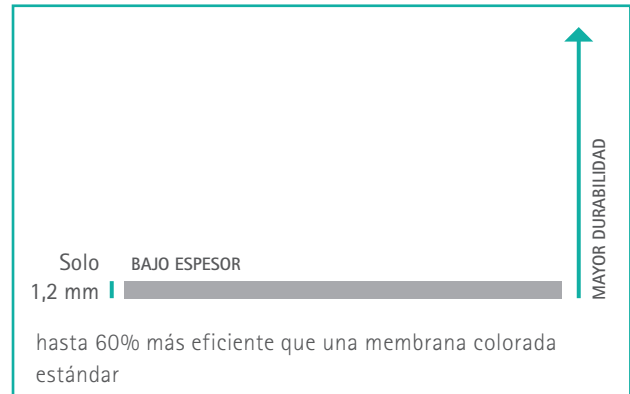 MAYOR DURABILIDAD
Solo
BAJO ESPESOR
1,2 mm
hasta 60% más eficiente que una membrana colorada
estándar